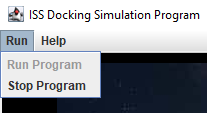 ISS Docking Simulation Program
Run Help
Run Program
Stop Program